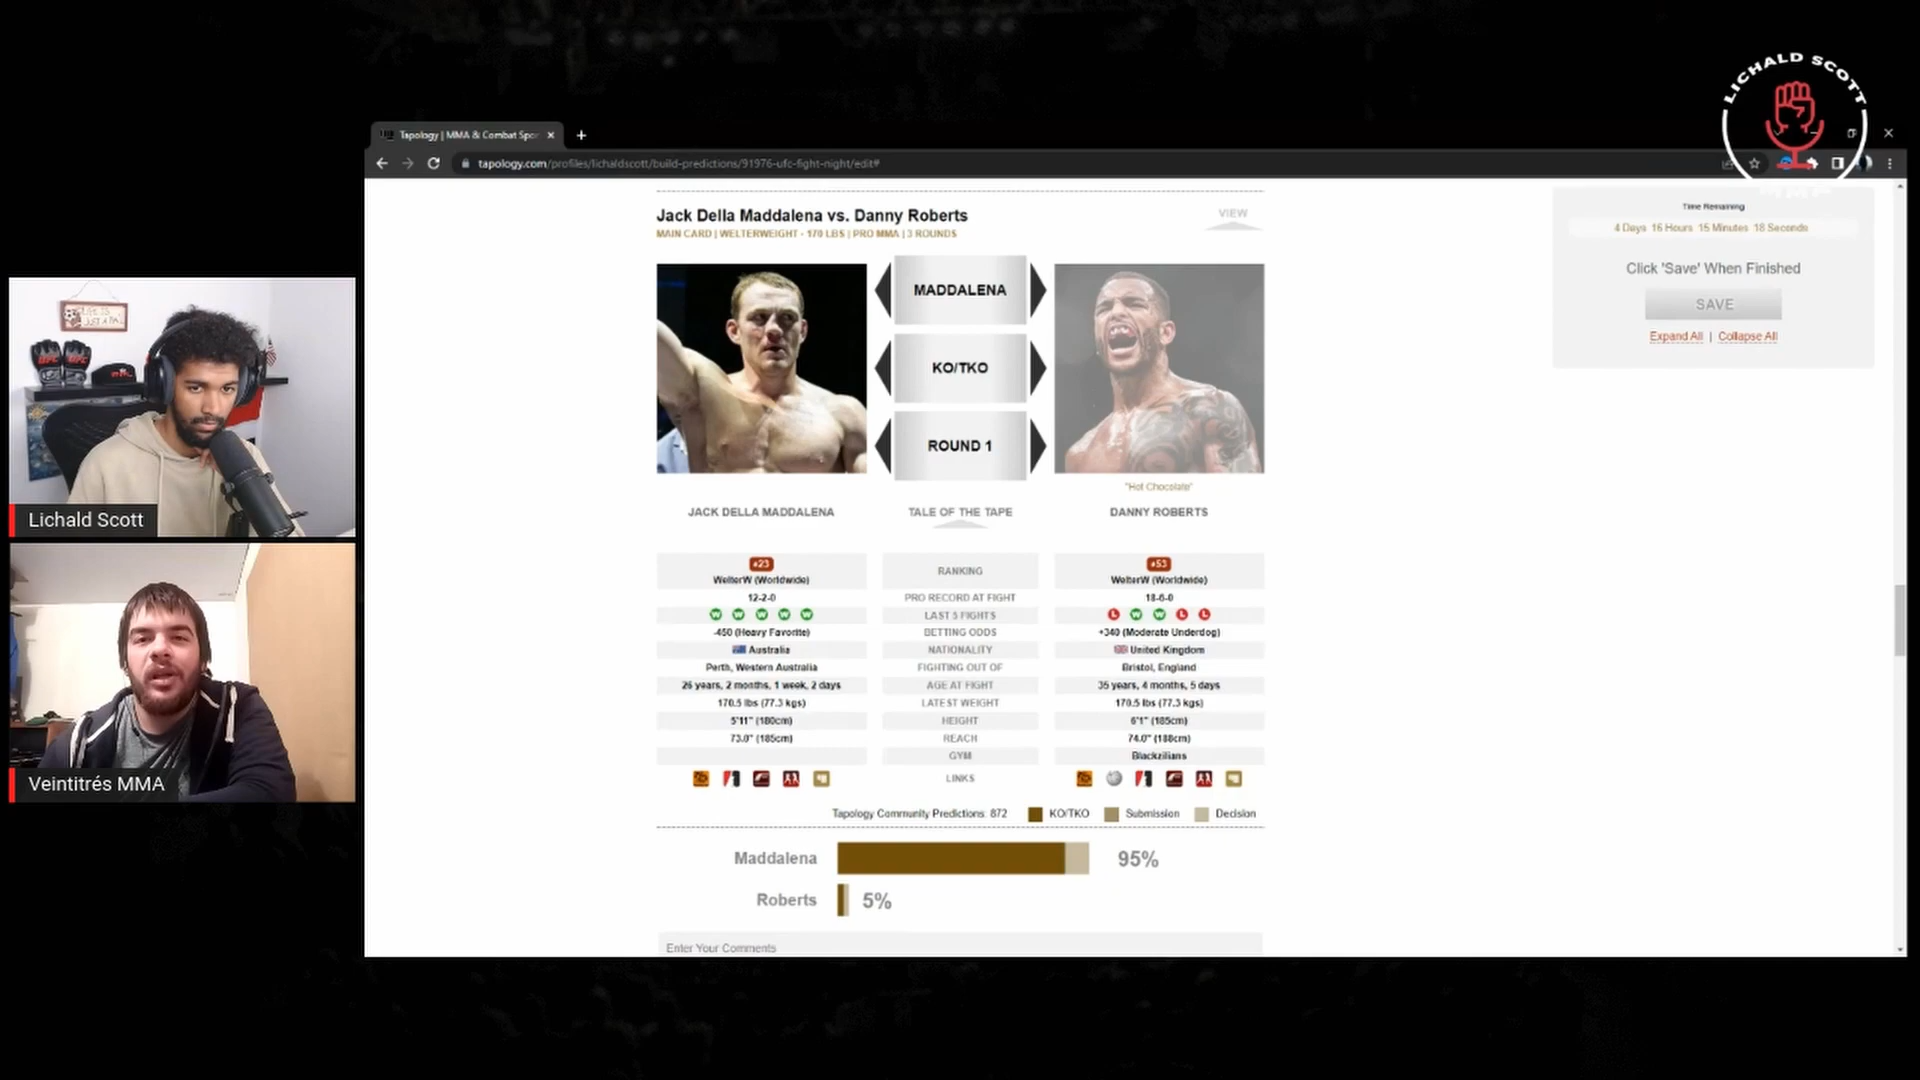 LICHALD SCOTT
Tapology | MMA & Combat Spor
tapology.com/profiles/lichaldscott/build-predictions/91976-ufc-fight-night/edit#
Jack Della Maddalena vs. Danny Roberts
MAIN CARD | WELTERWEIGHT - 170 LBS | PRO MMA | 3 ROUNDS
VIEW
Time Remaining
4 Days 16 Hours 15 Minutes 18 Seconds
Click 'Save' When Finished
SAVE
Expand All | Collapse All
MADDALENA
KO/TKO
ROUND 1
"Hot Chocolate"
JACK DELLA MADDALENA TALE OF THE TAPE DANNY ROBERTS
#23 RANKING #53
WelterW (Worldwide) WelterW (Worldwide)
12-2-0 PRO RECORD AT FIGHT 18-6-0
W W W W W LAST 5 FIGHTS L W W L L
-450 (Heavy Favorite) BETTING ODDS +340 (Moderate Underdog)
Australia NATIONALITY United Kingdom
Perth, Western Australia FIGHTING OUT OF Bristol, England
26 years, 2 months, 1 week, 2 days AGE AT FIGHT 35 years, 4 months, 5 days
170.5 lbs (77.3 kgs) LATEST WEIGHT 170.5 lbs (77.3 kgs)
5'11" (180cm) HEIGHT 6'1" (185cm)
73.0" (185cm) REACH 74.0" (188cm)
GYM Blackzilians
LINKS
Tapology Community Predictions: 872 KO/TKO Submission Decision
Maddalena 95%
Roberts 5%
Enter Your Comments
UFC UFC
Lichald Scott
Veintitrés MMA